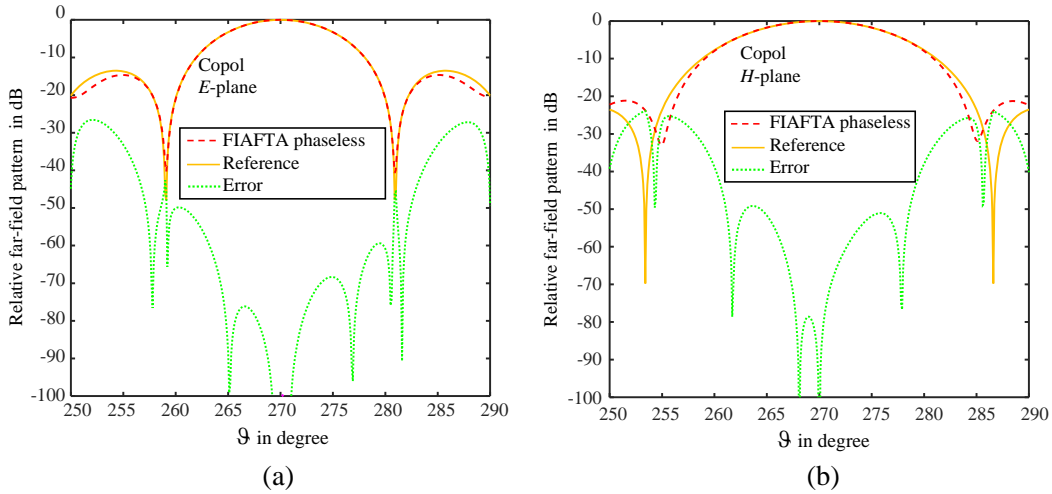 0
-10
-20
-30
-40
-50
-60
-70
-80
-90
-100
Relative far-field pattern in dB
Copol
E-plane
FIAFTA phaseless
Reference
Error
250 255 260 265 270 275 280 285 290
ϑ in degree
(a)
0
-10
-20
-30
-40
-50
-60
-70
-80
-90
-100
Relative far-field pattern in dB
Copol
H-plane
FIAFTA phaseless
Reference
Error
250 255 260 265 270 275 280 285 290
ϑ in degree
(b)